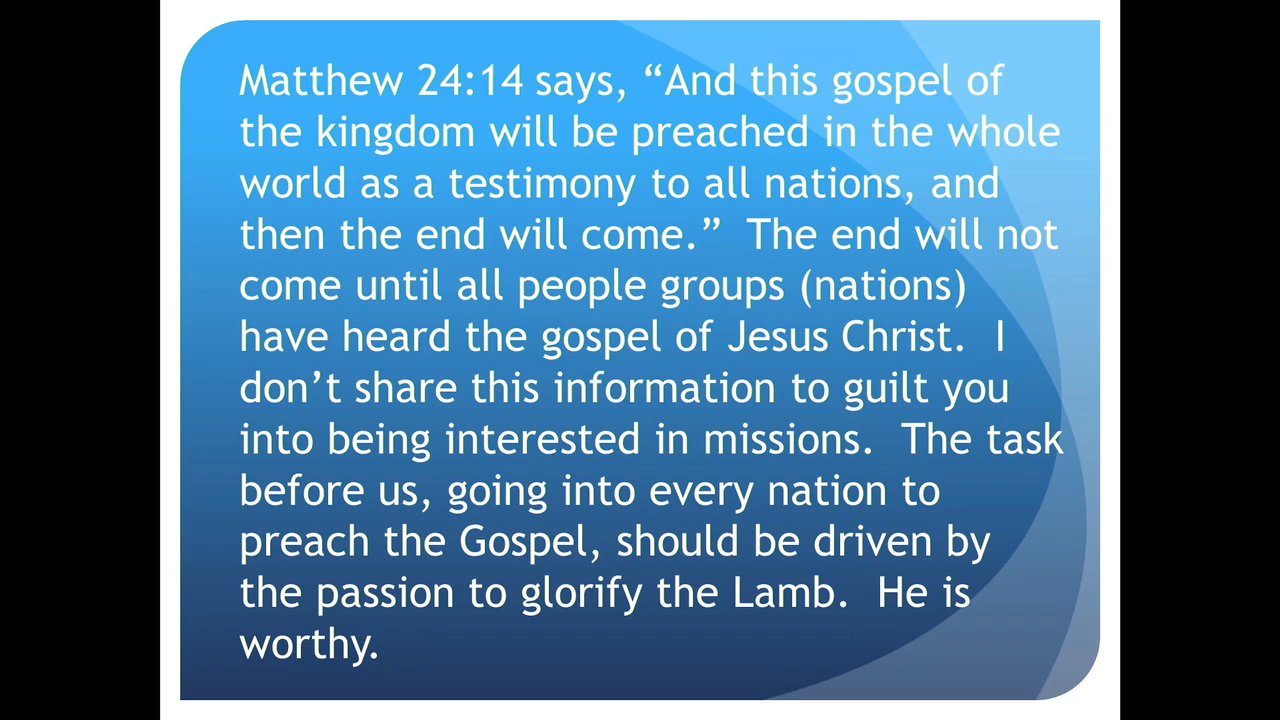 Matthew 24:14 says, “And this gospel of
the kingdom will be preached in the whole
world as a testimony to all nations, and
then the end will come.”  The end will not
come until all people groups (nations)
have heard the gospel of Jesus Christ.  I
don’t share this information to guilt you
into being interested in missions.  The task
before us, going into every nation to
preach the Gospel, should be driven by
the passion to glorify the Lamb.  He is
worthy.